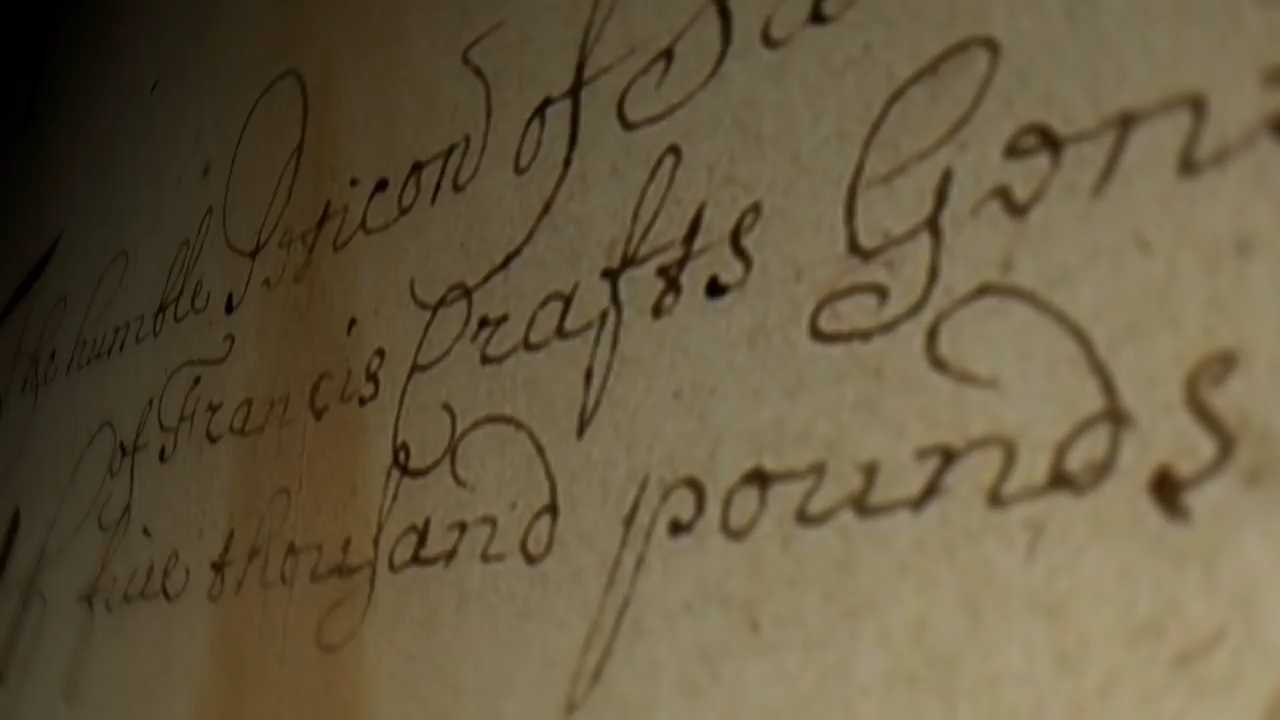 The humble Peticon of
of Francis Crafts Gen
five thousand pounds